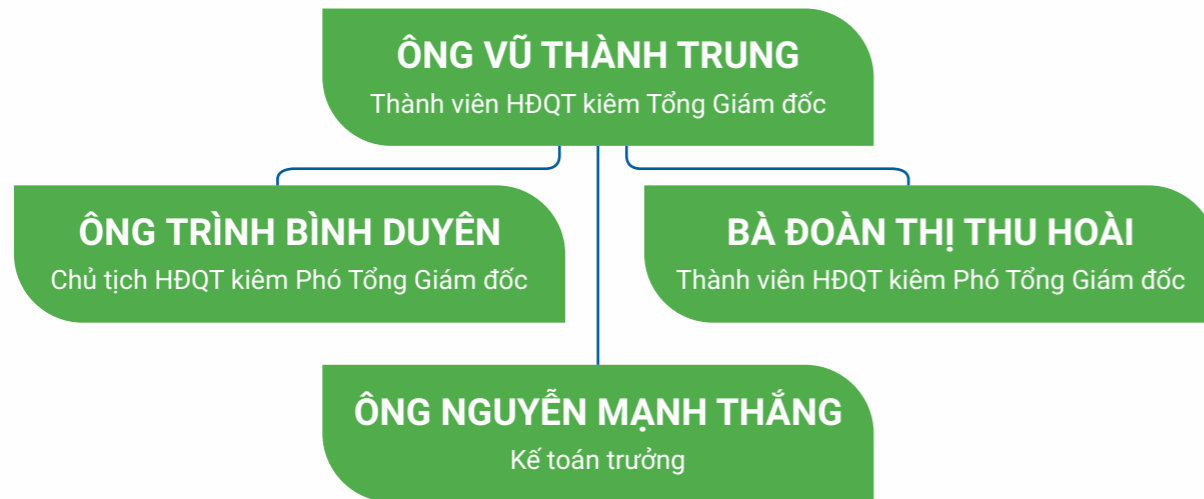 ÔNG VŨ THÀNH TRUNG
Thành viên HĐQT kiêm Tổng Giám đốc
ÔNG TRÌNH BÌNH DUYÊN
Chủ tịch HĐQT kiêm Phó Tổng Giám đốc
BÀ ĐOÀN THỊ THU HOÀI
Thành viên HĐQT kiêm Phó Tổng Giám đốc
ÔNG NGUYỄN MẠNH THẮNG
Kế toán trưởng